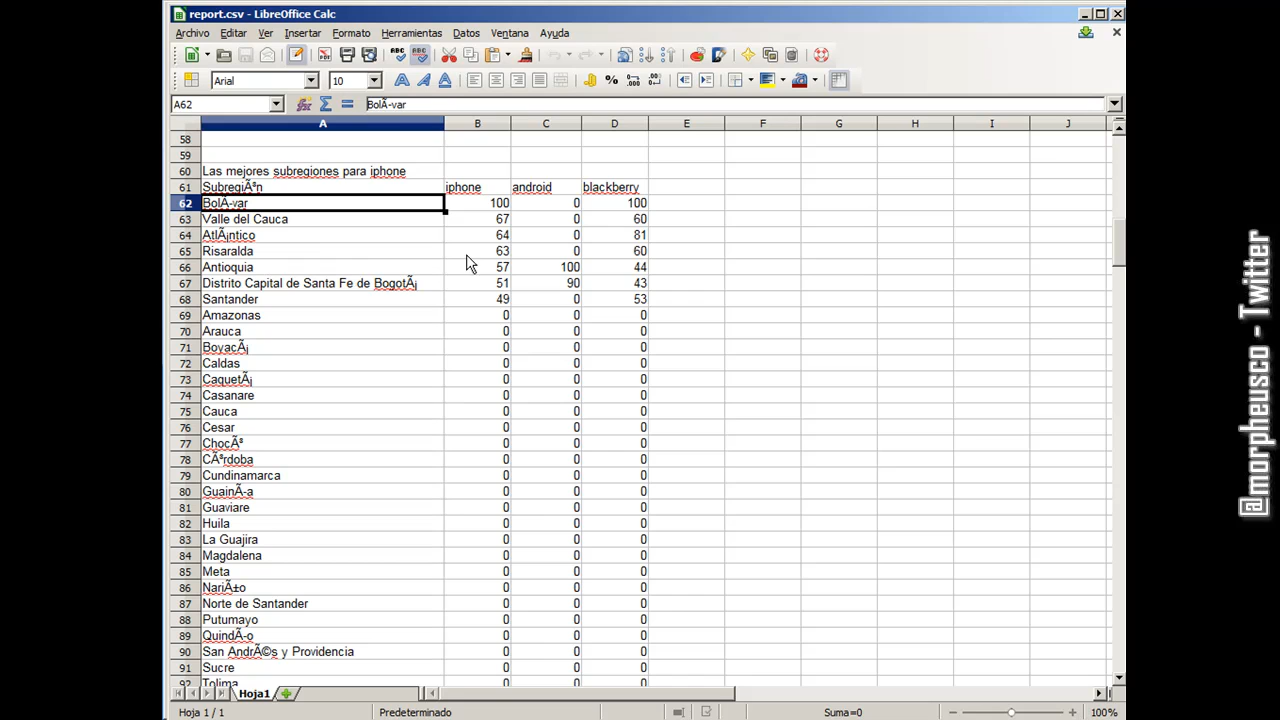 report.csv - LibreOffice Calc
Archivo Editar Ver Insertar Formato Herramientas Datos Ventana Ayuda
Arial 10
A62 BolÃ-var
A B C D E F G H I J
58
59
60 Las mejores subregiones para iphone
61 SubregiÃ³n iphone android blackberry
62 BolÃ-var 100 0 100
63 Valle del Cauca 67 0 60
64 AtlÃ¡ntico 64 0 81
65 Risaralda 63 0 60
66 Antioquia 57 100 44
67 Distrito Capital de Santa Fe de BogotÃ¡ 51 90 43
68 Santander 49 0 53
69 Amazonas 0 0 0
70 Arauca 0 0 0
71 BoyacÃ¡ 0 0 0
72 Caldas 0 0 0
73 CaquetÃ¡ 0 0 0
74 Casanare 0 0 0
75 Cauca 0 0 0
76 Cesar 0 0 0
77 ChocÃ³ 0 0 0
78 CÃ³rdoba 0 0 0
79 Cundinamarca 0 0 0
80 GuainÃ-a 0 0 0
81 Guaviare 0 0 0
82 Huila 0 0 0
83 La Guajira 0 0 0
84 Magdalena 0 0 0
85 Meta 0 0 0
86 NariÃ±o 0 0 0
87 Norte de Santander 0 0 0
88 Putumayo 0 0 0
89 QuindÃ-o 0 0 0
90 San AndrÃ©s y Providencia 0 0 0
91 Sucre 0 0 0
92 Tolima 0 0 0
Hoja1
Hoja 1 / 1 Predeterminado Suma=0 100%
@morpheusco - Twitter